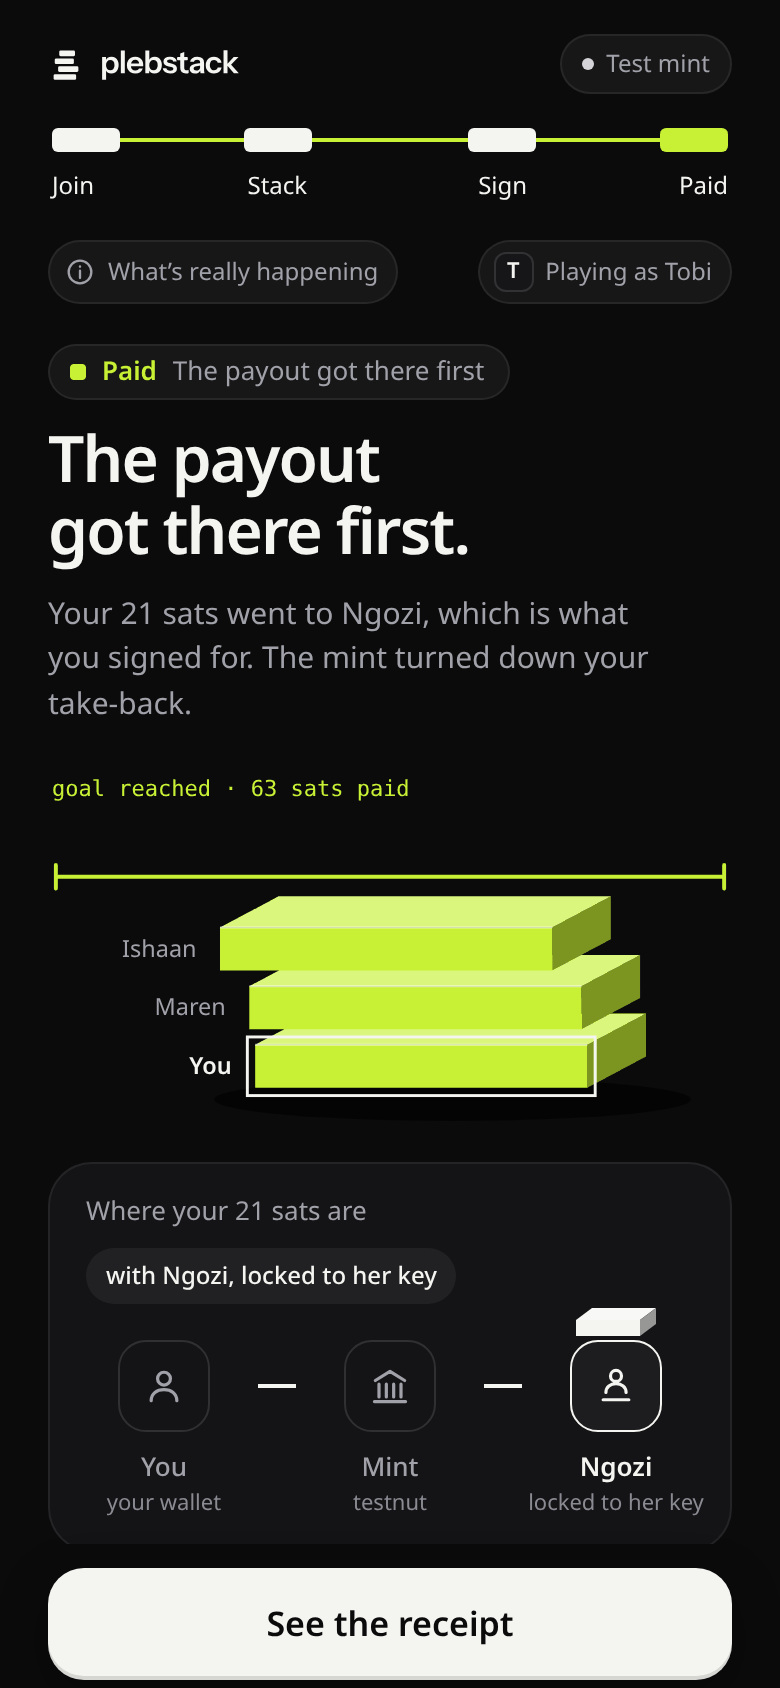 plebstack
Test mint
Join
Stack
Sign
Paid
What’s really happening
T
Playing as Tobi
Paid The payout got there first
The payout
got there first.
Your 21 sats went to Ngozi, which is what
you signed for. The mint turned down your
take-back.
goal reached · 63 sats paid
Ishaan
Maren
You
Where your 21 sats are
with Ngozi, locked to her key
You
Mint
Ngozi
your wallet
testnut
locked to her key
See the receipt